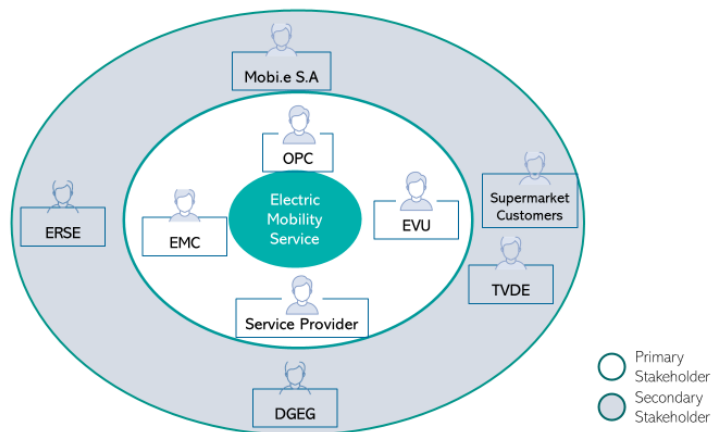 Mobi.e S.A
OPC
Electric
Mobility
Service
EMC
EVU
ERSE
Supermarket
Customers
TVDE
Service Provider
DGEG
Primary
Stakeholder
Secondary
Stakeholder